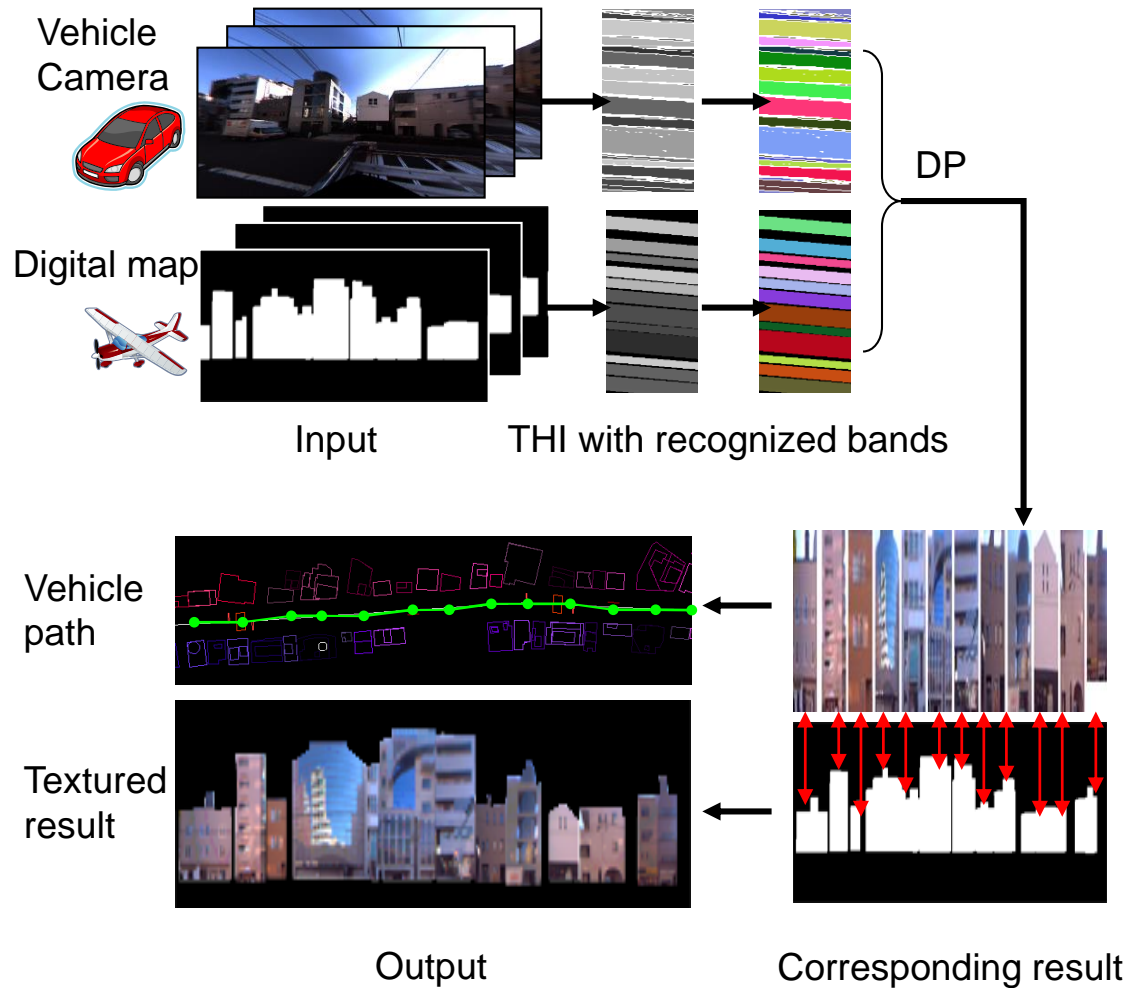 Vehicle
Camera
DP
Digital map
Input
THI with recognized bands
Vehicle
path
Textured
result
Output
Corresponding result